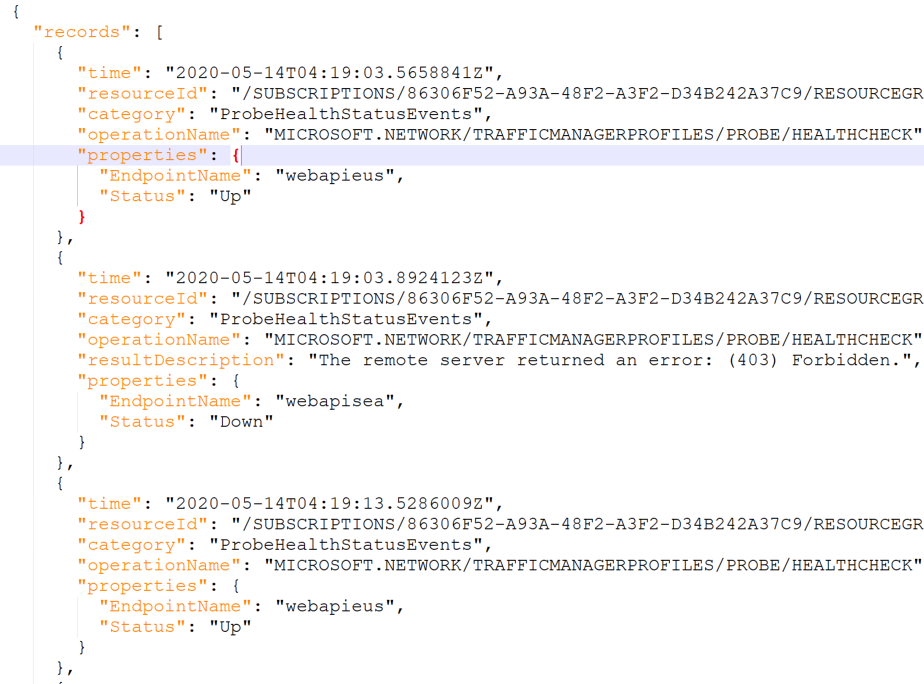 {
"records": [
{
"time": "2020-05-14T04:19:03.5658841Z",
"resourceId": "/SUBSCRIPTIONS/86306F52-A93A-48F2-A3F2-D34B242A37C9/RESOURCEGR
"category": "ProbeHealthStatusEvents",
"operationName": "MICROSOFT.NETWORK/TRAFFICMANAGERPROFILES/PROBE/HEALTHCHECK"
"properties": {
"EndpointName": "webapieus",
"Status": "Up"
}
},
{
"time": "2020-05-14T04:19:03.8924123Z",
"resourceId": "/SUBSCRIPTIONS/86306F52-A93A-48F2-A3F2-D34B242A37C9/RESOURCEGR
"category": "ProbeHealthStatusEvents",
"operationName": "MICROSOFT.NETWORK/TRAFFICMANAGERPROFILES/PROBE/HEALTHCHECK"
"resultDescription": "The remote server returned an error: (403) Forbidden.",
"properties": {
"EndpointName": "webapisea",
"Status": "Down"
}
},
{
"time": "2020-05-14T04:19:13.5286009Z",
"resourceId": "/SUBSCRIPTIONS/86306F52-A93A-48F2-A3F2-D34B242A37C9/RESOURCEGR
"category": "ProbeHealthStatusEvents",
"operationName": "MICROSOFT.NETWORK/TRAFFICMANAGERPROFILES/PROBE/HEALTHCHECK"
"properties": {
"EndpointName": "webapieus",
"Status": "Up"
}
},